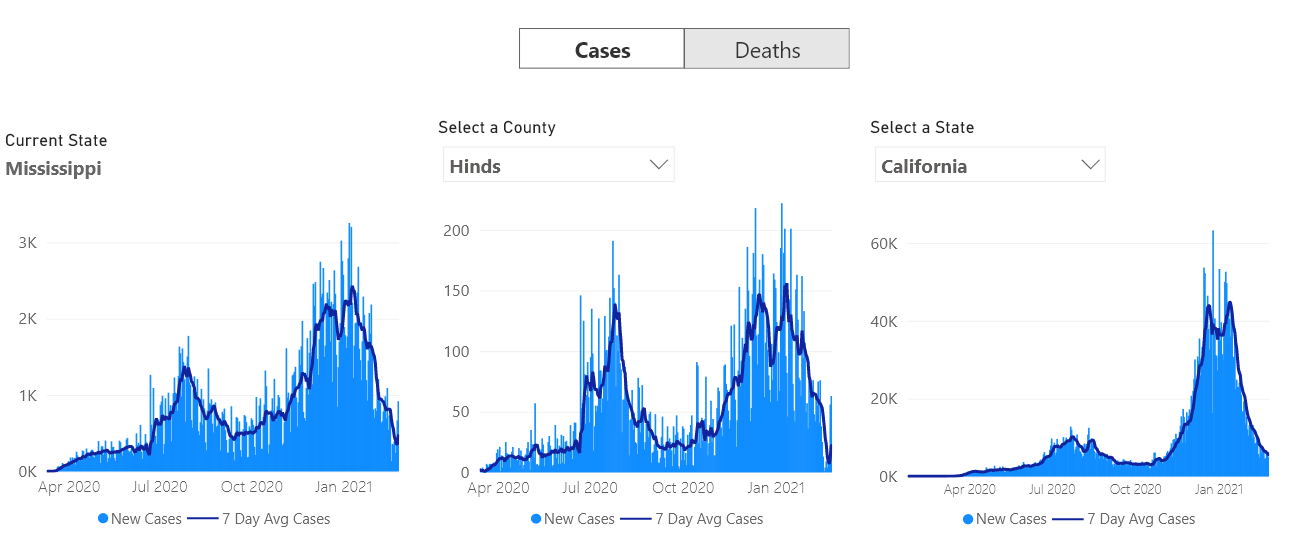 Cases
Deaths
Current State
Mississippi
3K
2K
1K
0K
Apr 2020 Jul 2020 Oct 2020 Jan 2021
New Cases 7 Day Avg Cases
Select a County
Hinds
200
150
100
50
0
Apr 2020 Jul 2020 Oct 2020 Jan 2021
New Cases 7 Day Avg Cases
Select a State
California
60K
40K
20K
0K
Apr 2020 Jul 2020 Oct 2020 Jan 2021
New Cases 7 Day Avg Cases